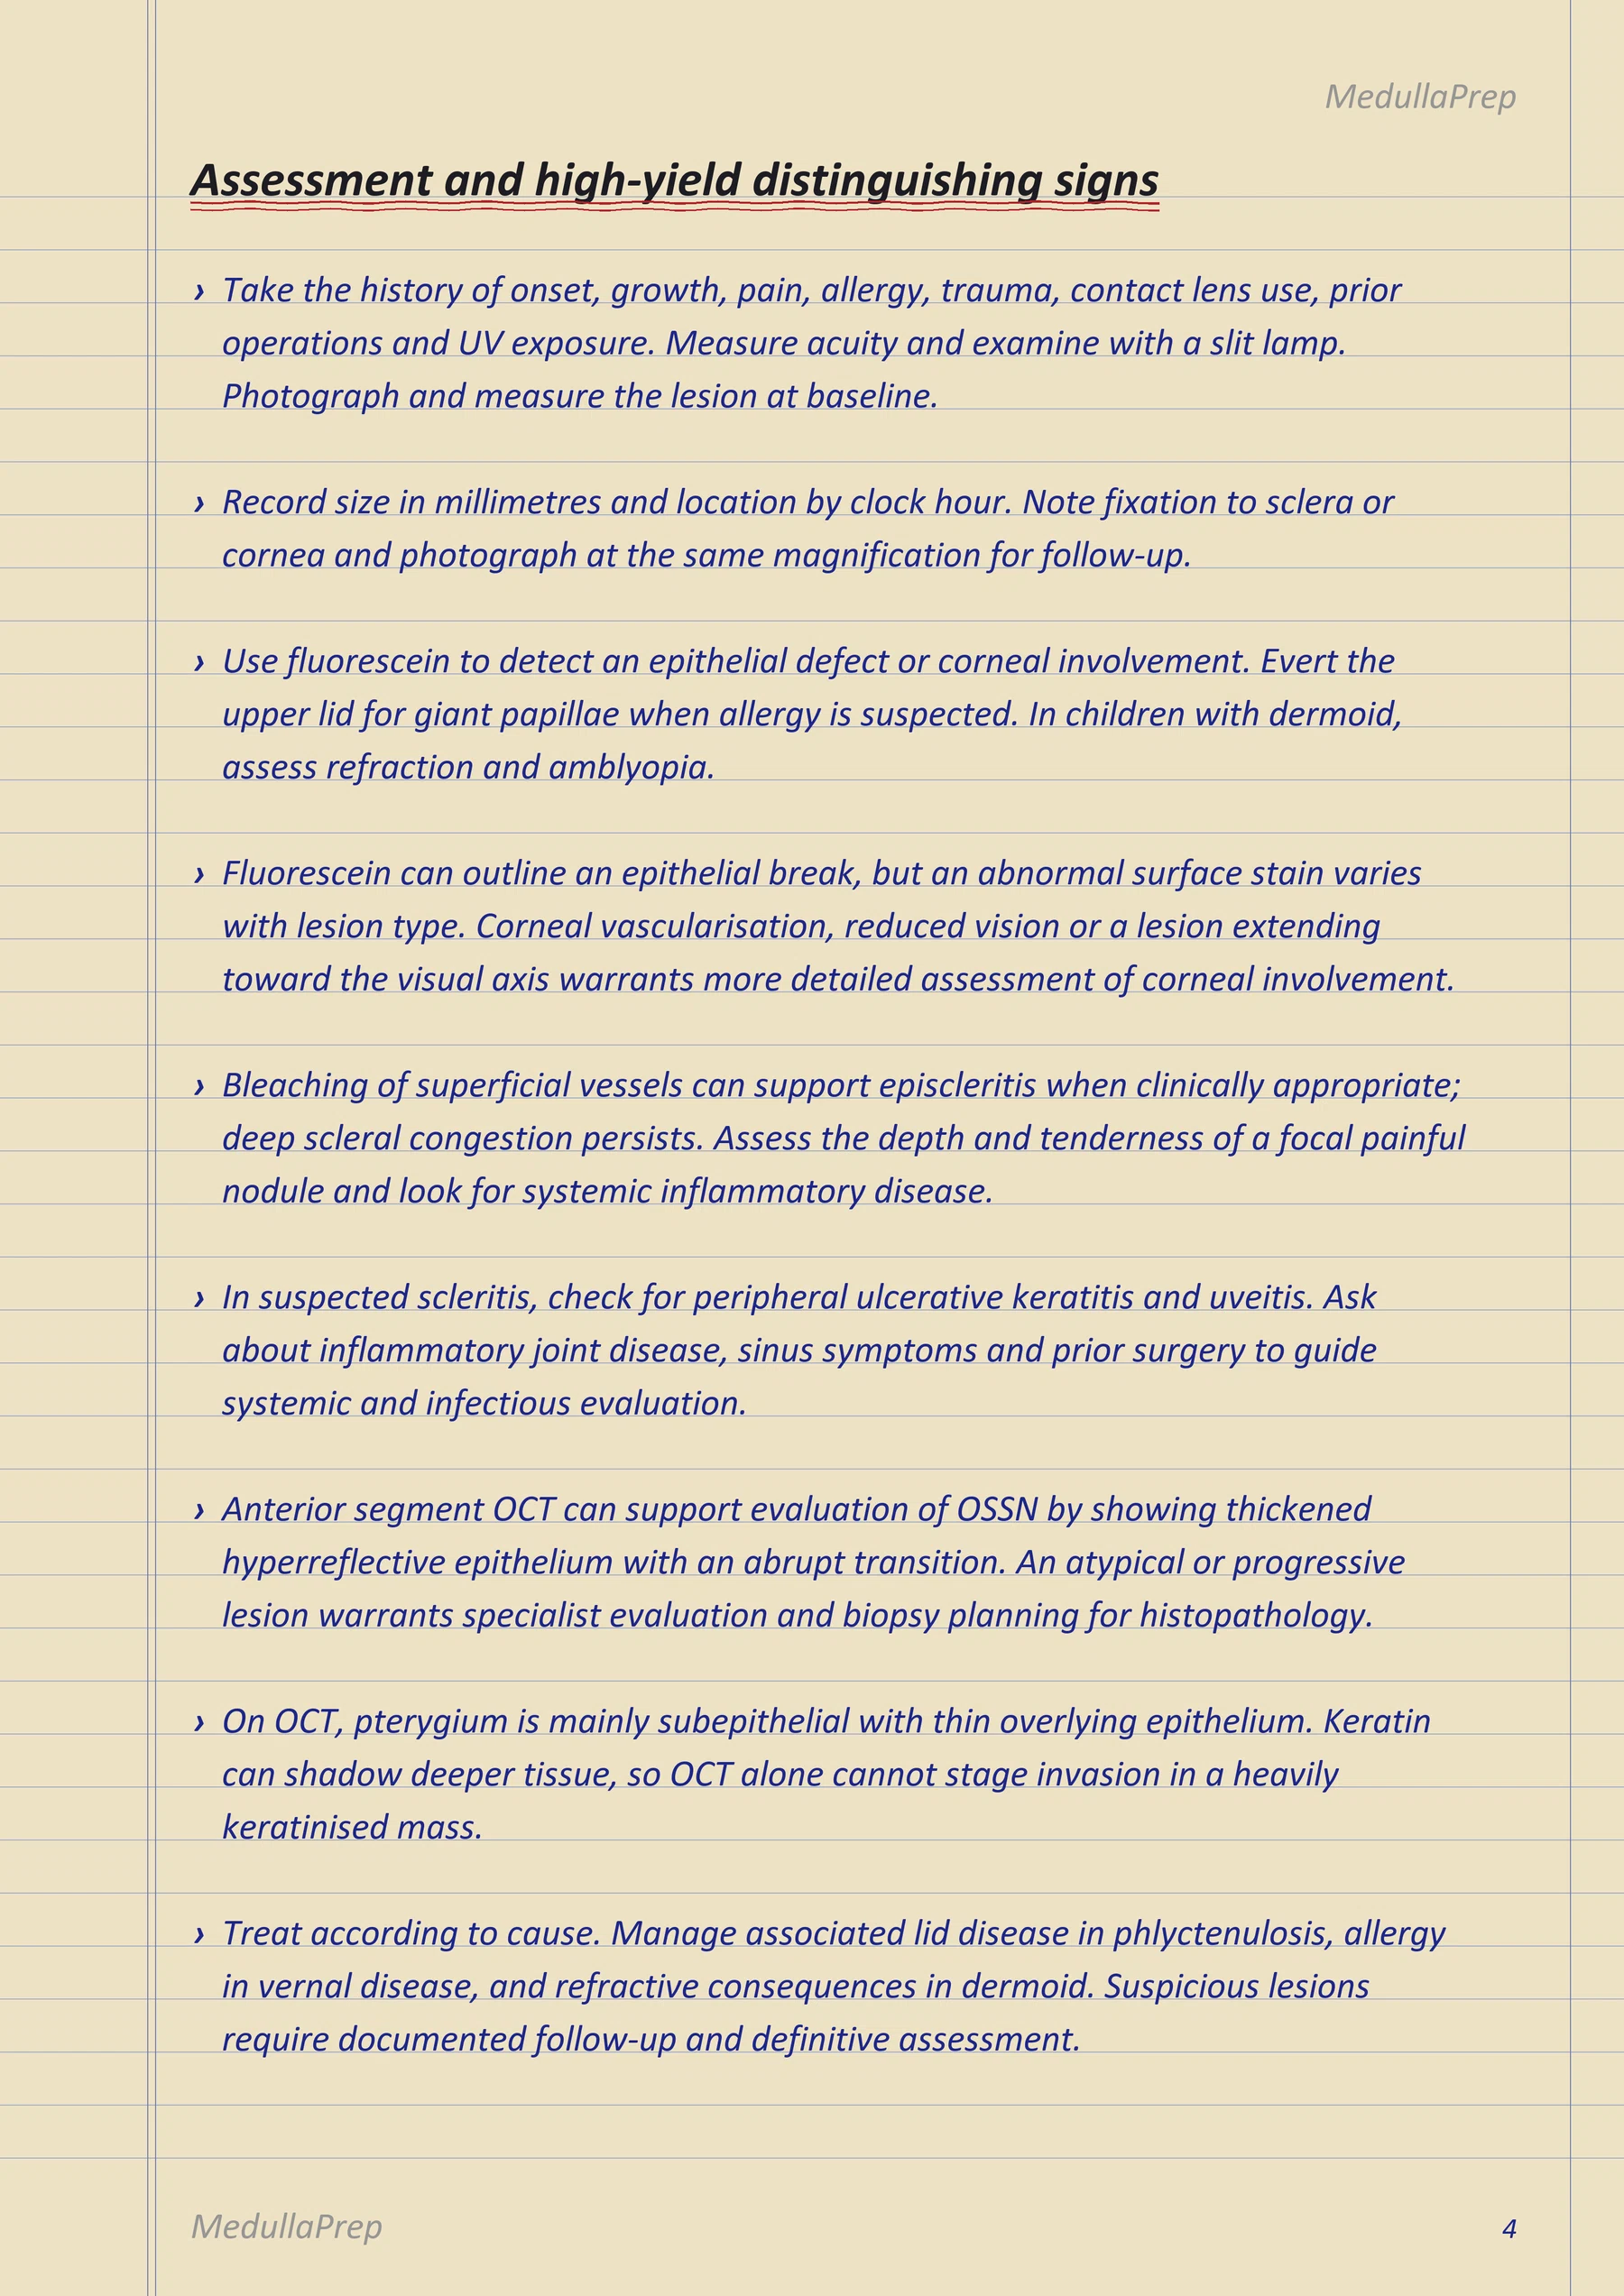 MedullaPrep
Assessment and high-yield distinguishing signs
› Take the history of onset, growth, pain, allergy, trauma, contact lens use, prior
operations and UV exposure. Measure acuity and examine with a slit lamp.
Photograph and measure the lesion at baseline.
› Record size in millimetres and location by clock hour. Note fixation to sclera or
cornea and photograph at the same magnification for follow-up.
› Use fluorescein to detect an epithelial defect or corneal involvement. Evert the
upper lid for giant papillae when allergy is suspected. In children with dermoid,
assess refraction and amblyopia.
› Fluorescein can outline an epithelial break, but an abnormal surface stain varies
with lesion type. Corneal vascularisation, reduced vision or a lesion extending
toward the visual axis warrants more detailed assessment of corneal involvement.
› Bleaching of superficial vessels can support episcleritis when clinically appropriate;
deep scleral congestion persists. Assess the depth and tenderness of a focal painful
nodule and look for systemic inflammatory disease.
› In suspected scleritis, check for peripheral ulcerative keratitis and uveitis. Ask
about inflammatory joint disease, sinus symptoms and prior surgery to guide
systemic and infectious evaluation.
› Anterior segment OCT can support evaluation of OSSN by showing thickened
hyperreflective epithelium with an abrupt transition. An atypical or progressive
lesion warrants specialist evaluation and biopsy planning for histopathology.
› On OCT, pterygium is mainly subepithelial with thin overlying epithelium. Keratin
can shadow deeper tissue, so OCT alone cannot stage invasion in a heavily
keratinised mass.
› Treat according to cause. Manage associated lid disease in phlyctenulosis, allergy
in vernal disease, and refractive consequences in dermoid. Suspicious lesions
require documented follow-up and definitive assessment.
MedullaPrep
4